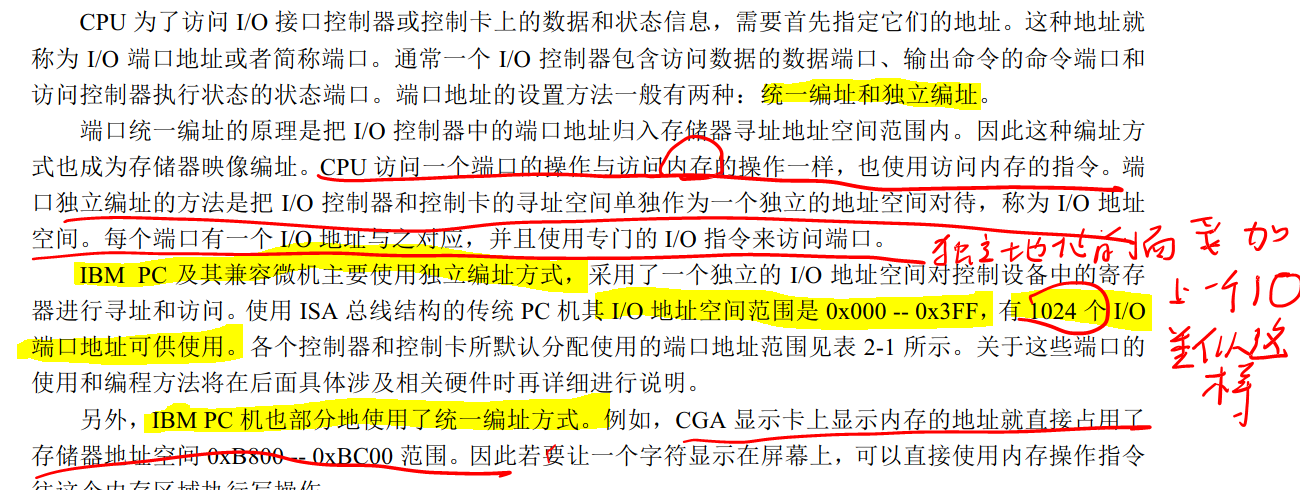 CPU 为了访问 I/O 接口控制器或控制卡上的数据和状态信息，需要首先指定它们的地址。这种地址就
称为 I/O 端口地址或者简称端口。通常一个 I/O 控制器包含访问数据的数据端口、输出命令的命令端口和
访问控制器执行状态的状态端口。端口地址的设置方法一般有两种：统一编址和独立编址。
端口统一编址的原理是把 I/O 控制器中的端口地址归入存储器寻址地址空间范围内。因此这种编址方
式也成为存储器映像编址。CPU 访问一个端口的操作与访问内存的操作一样，也使用访问内存的指令。端
口独立编址的方法是把 I/O 控制器和控制卡的寻址空间单独作为一个独立的地址空间对待，称为 I/O 地址
空间。每个端口有一个 I/O 地址与之对应，并且使用专门的 I/O 指令来访问端口。
IBM PC 及其兼容微机主要使用独立编址方式，采用了一个独立的 I/O 地址空间对控制设备中的寄存
器进行寻址和访问。使用 ISA 总线结构的传统 PC 机其 I/O 地址空间范围是 0x000 -- 0x3FF，有 1024 个 I/O
端口地址可供使用。各个控制器和控制卡所默认分配使用的端口地址范围见表 2-1 所示。关于这些端口的
使用和编程方法将在后面具体涉及相关硬件时再详细进行说明。
另外，IBM PC 机也部分地使用了统一编址方式。例如，CGA 显示卡上显示内存的地址就直接占用了
存储器地址空间 0xB800 -- 0xBC00 范围。因此若要让一个字符显示在屏幕上，可以直接使用内存操作指令
往这个内存区域执行写操作
独立地址前面要加
上一个IO
差不多这
样